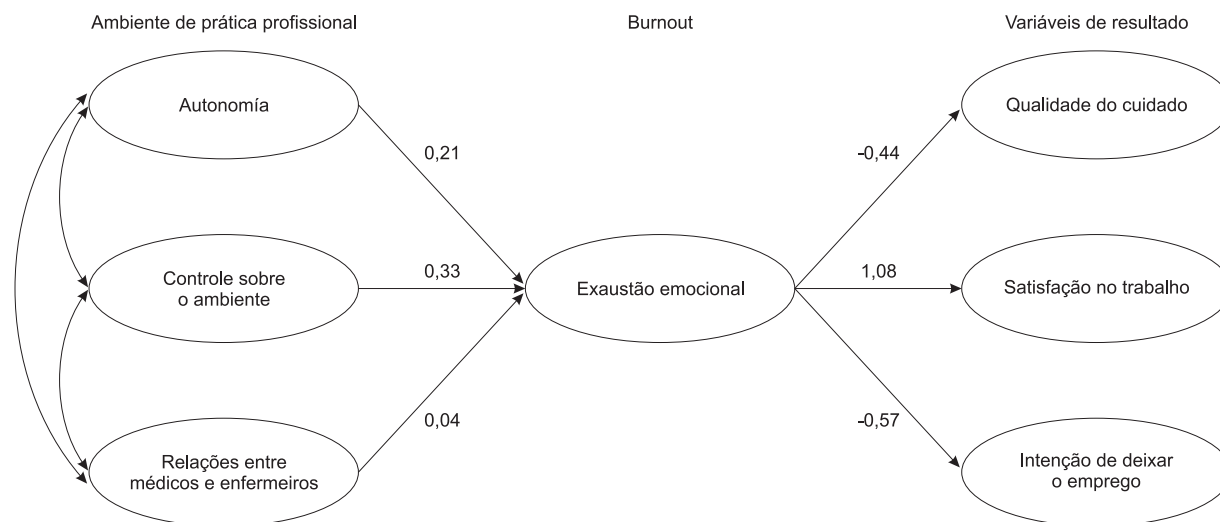 Ambiente de prática profissional
Burnout
Variáveis de resultado
Autonomía
Qualidade do cuidado
0,21
-0,44
Controle sobre
o ambiente
0,33
Exaustão emocional
1,08
Satisfação no trabalho
0,04
-0,57
Relações entre
médicos e enfermeiros
Intenção de deixar
o emprego